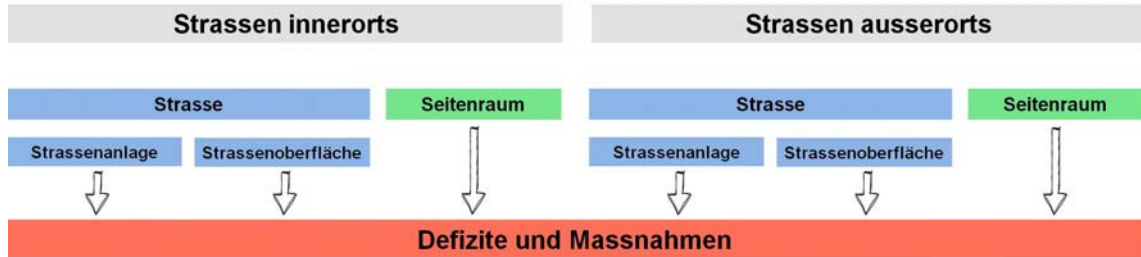 Strassen innerorts
Strassen ausserorts
Strasse
Seitenraum
Strasse
Seitenraum
Strassenanlage
Strassenoberfläche
Strassenanlage
Strassenoberfläche
Defizite und Massnahmen